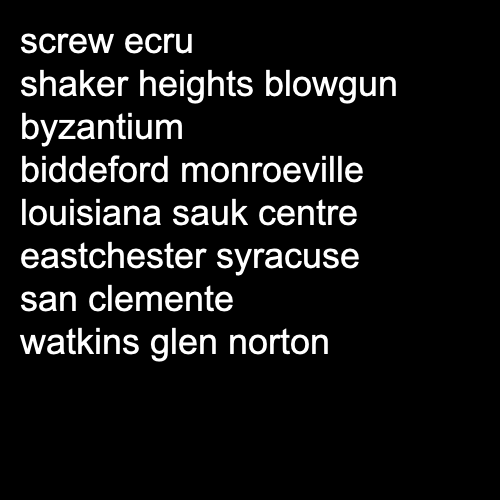 screw ecru
shaker heights blowgun
byzantium
biddeford monroeville
louisiana sauk centre
eastchester syracuse
san clemente
watkins glen norton